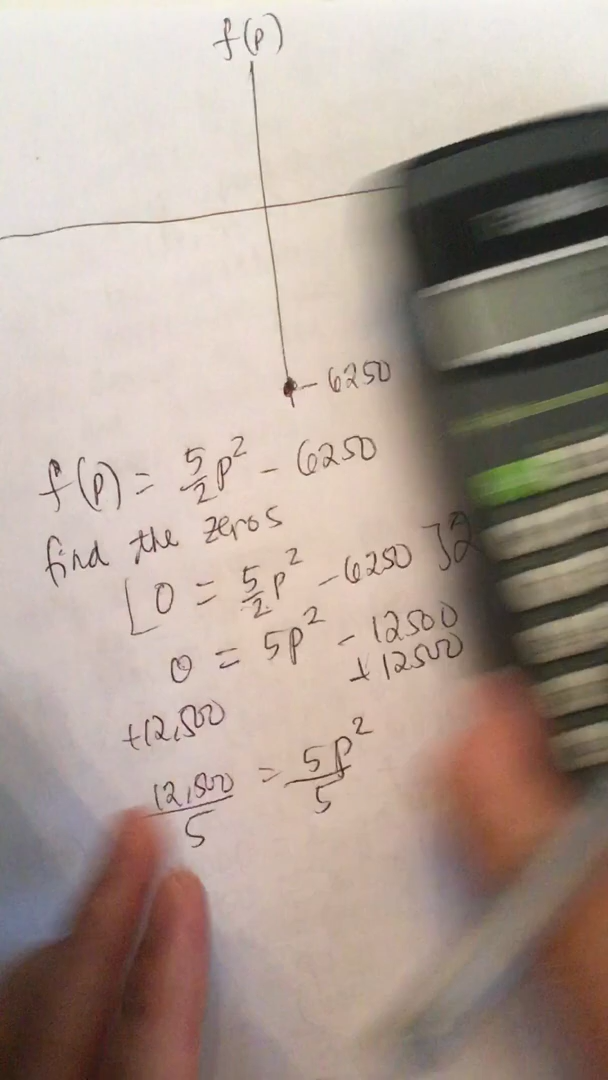 f(p)
- 6250
f(p) = 5/2 p² - 6250
find the zeros
[0 = 5/2 p² - 6250]2
0 = 5p² - 12500
+12,500 + 12500
12,500/5 = 5p²/5